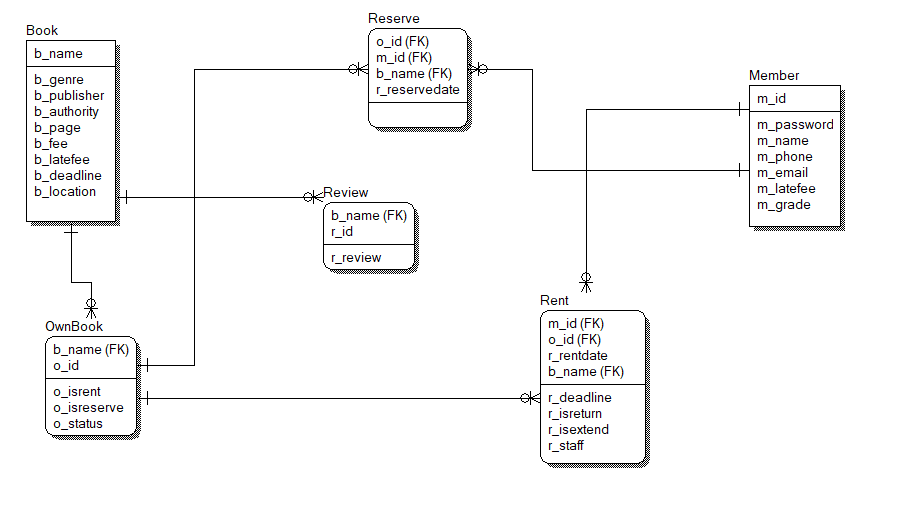 Book
b_name
b_genre
b_publisher
b_authority
b_page
b_fee
b_latefee
b_deadline
b_location
Reserve
o_id (FK)
m_id (FK)
b_name (FK)
r_reservedate
Member
m_id
m_password
m_name
m_phone
m_email
m_latefee
m_grade
Review
b_name (FK)
r_id
r_review
OwnBook
b_name (FK)
o_id
o_isrent
o_isreserve
o_status
Rent
m_id (FK)
o_id (FK)
r_rentdate
b_name (FK)
r_deadline
r_isreturn
r_isextend
r_staff